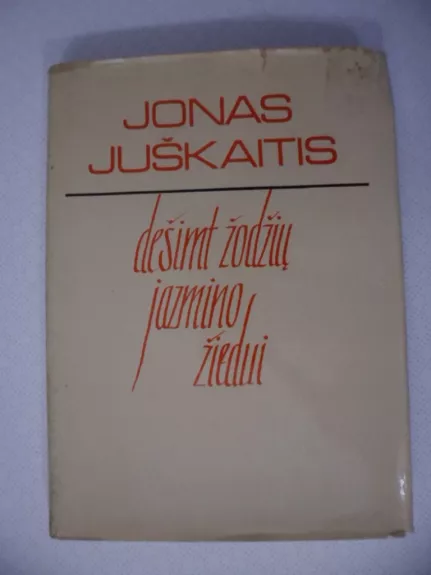 JONAS
JUŠKAITIS
dešimt žodžių
jazmino
žiedui